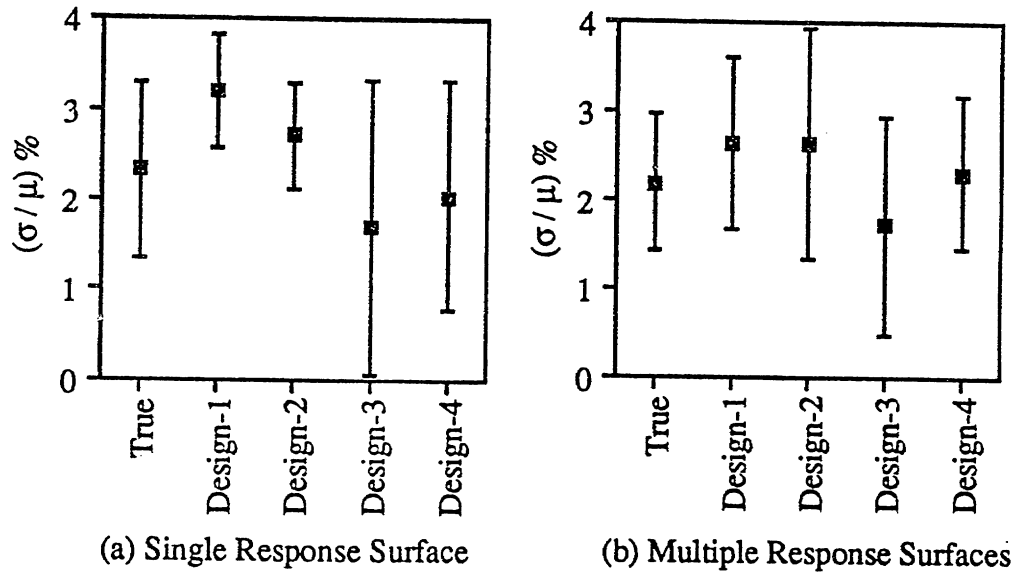 4
3
2
1
0
(σ / μ) %
True
Design-1
Design-2
Design-3
Design-4
(a) Single Response Surface
4
3
2
1
0
(σ / μ) %
True
Design-1
Design-2
Design-3
Design-4
(b) Multiple Response Surfaces